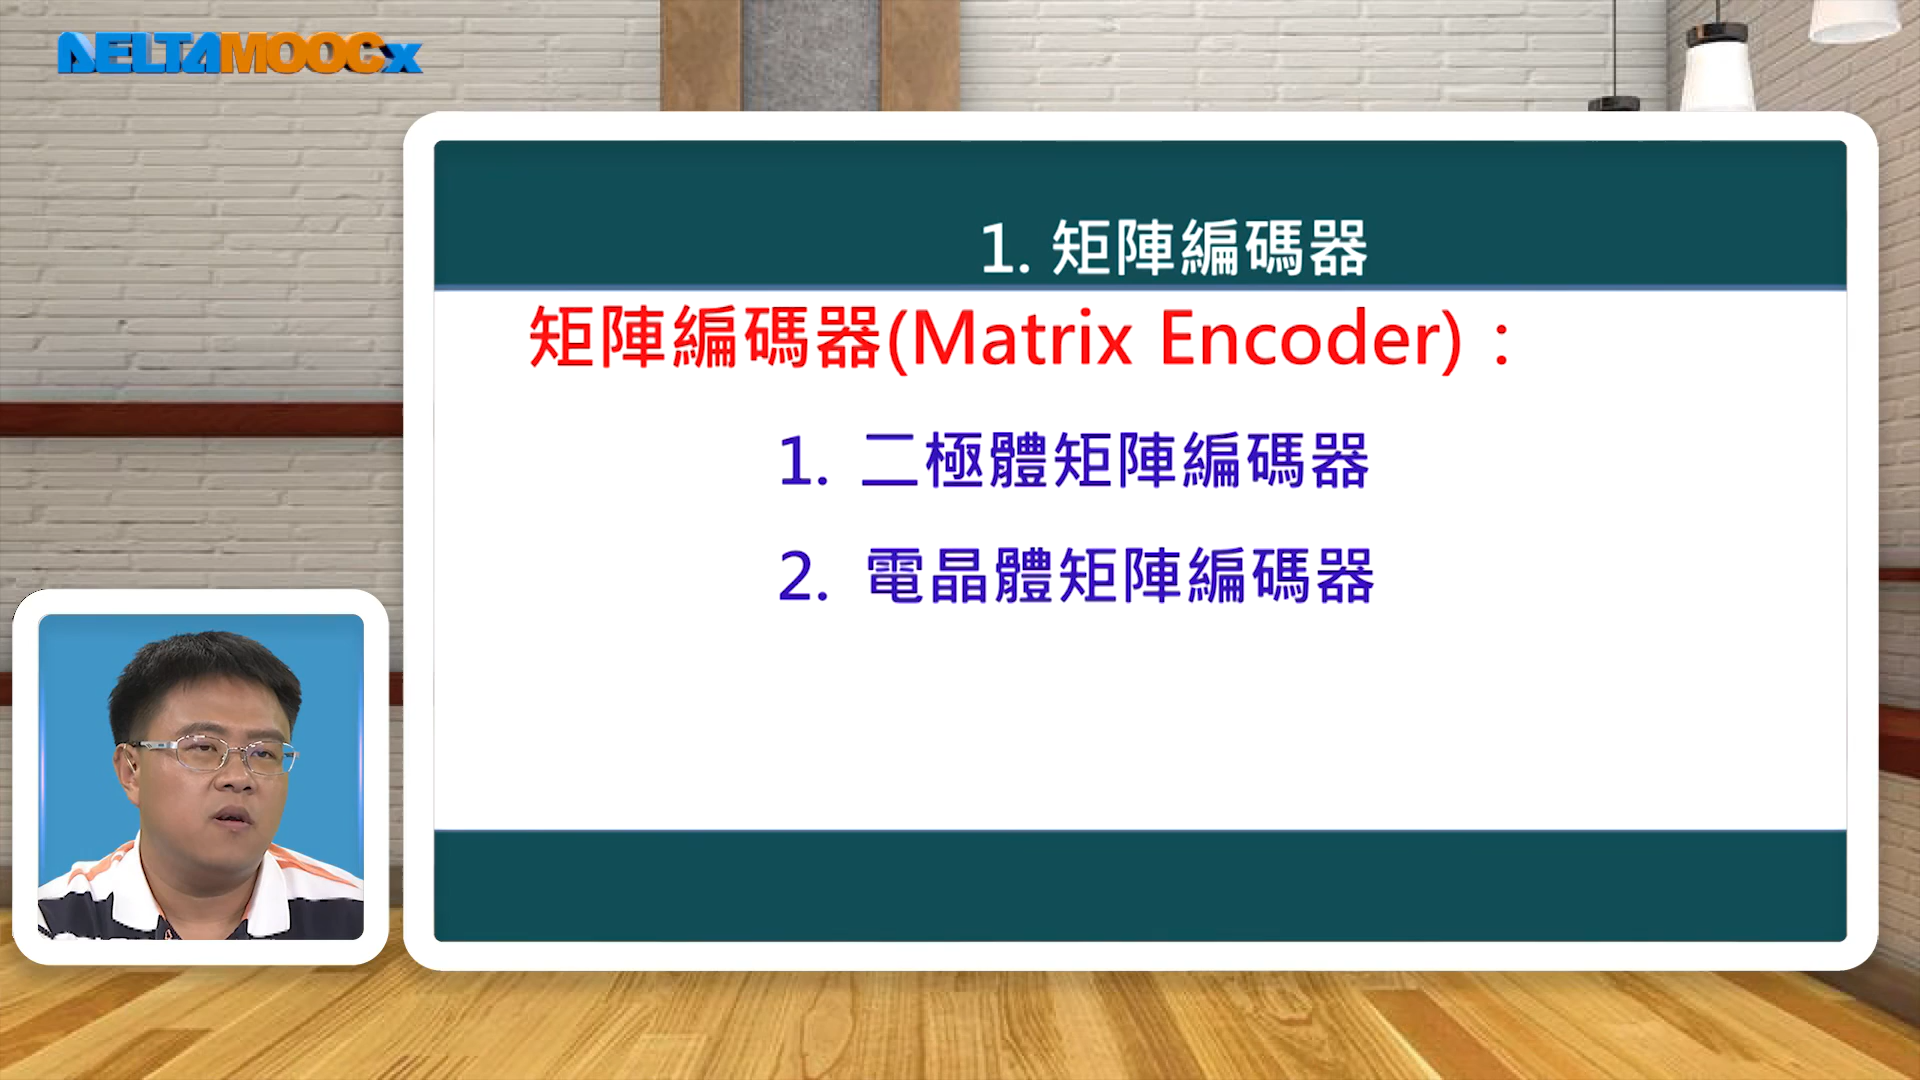 DELTAMOOCx
1. 矩陣編碼器
矩陣編碼器(Matrix Encoder)：
1. 二極體矩陣編碼器
2. 電晶體矩陣編碼器